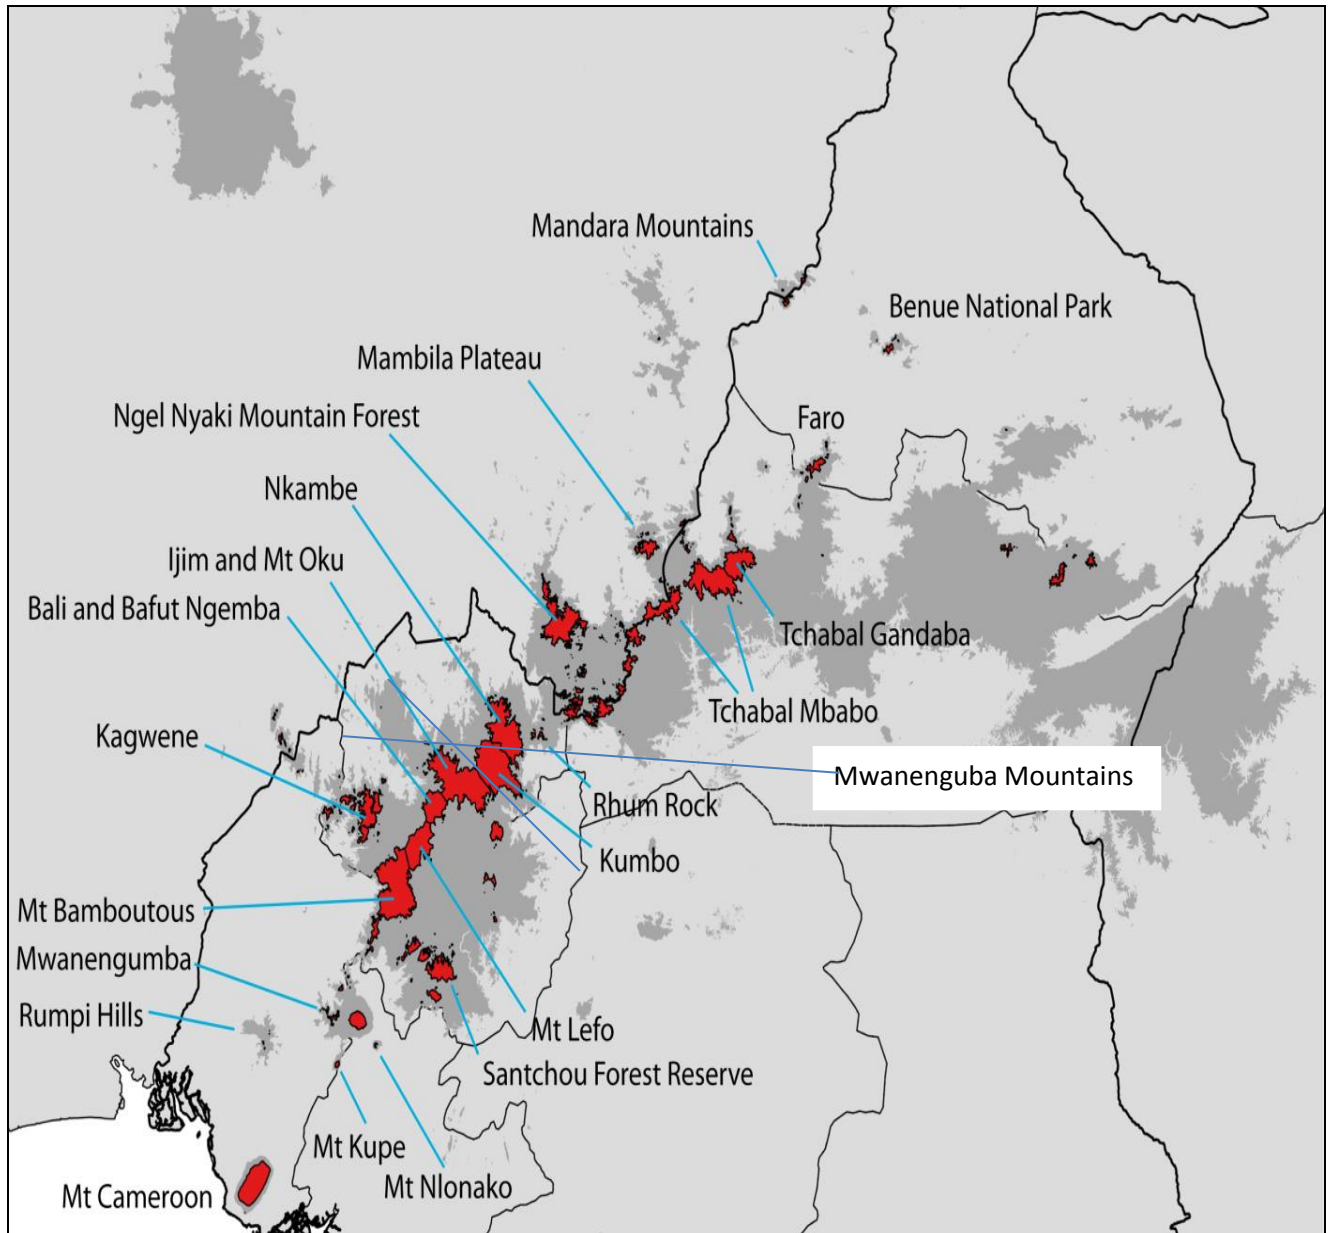 Mandara Mountains
Benue National Park
Mambila Plateau
Ngel Nyaki Mountain Forest
Faro
Nkambe
Ijim and Mt Oku
Bali and Bafut Ngemba
Tchabal Gandaba
Tchabal Mbabo
Kagwene
Mwanenguba Mountains
Rhum Rock
Kumbo
Mt Bamboutous
Mwanengumba
Rumpi Hills
Mt Lefo
Santchou Forest Reserve
Mt Kupe
Mt Nlonako
Mt Cameroon